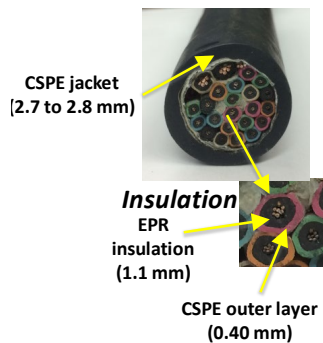 CSPE jacket
(2.7 to 2.8 mm)
Insulation
EPR
insulation
(1.1 mm)
CSPE outer layer
(0.40 mm)